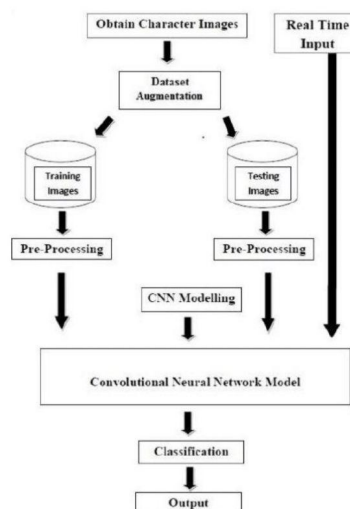 Obtain Character Images
Real Time
Input
Dataset
Augmentation
Training
Images
Testing
Images
Pre-Processing
Pre-Processing
CNN Modelling
Convolutional Neural Network Model
Classification
Output